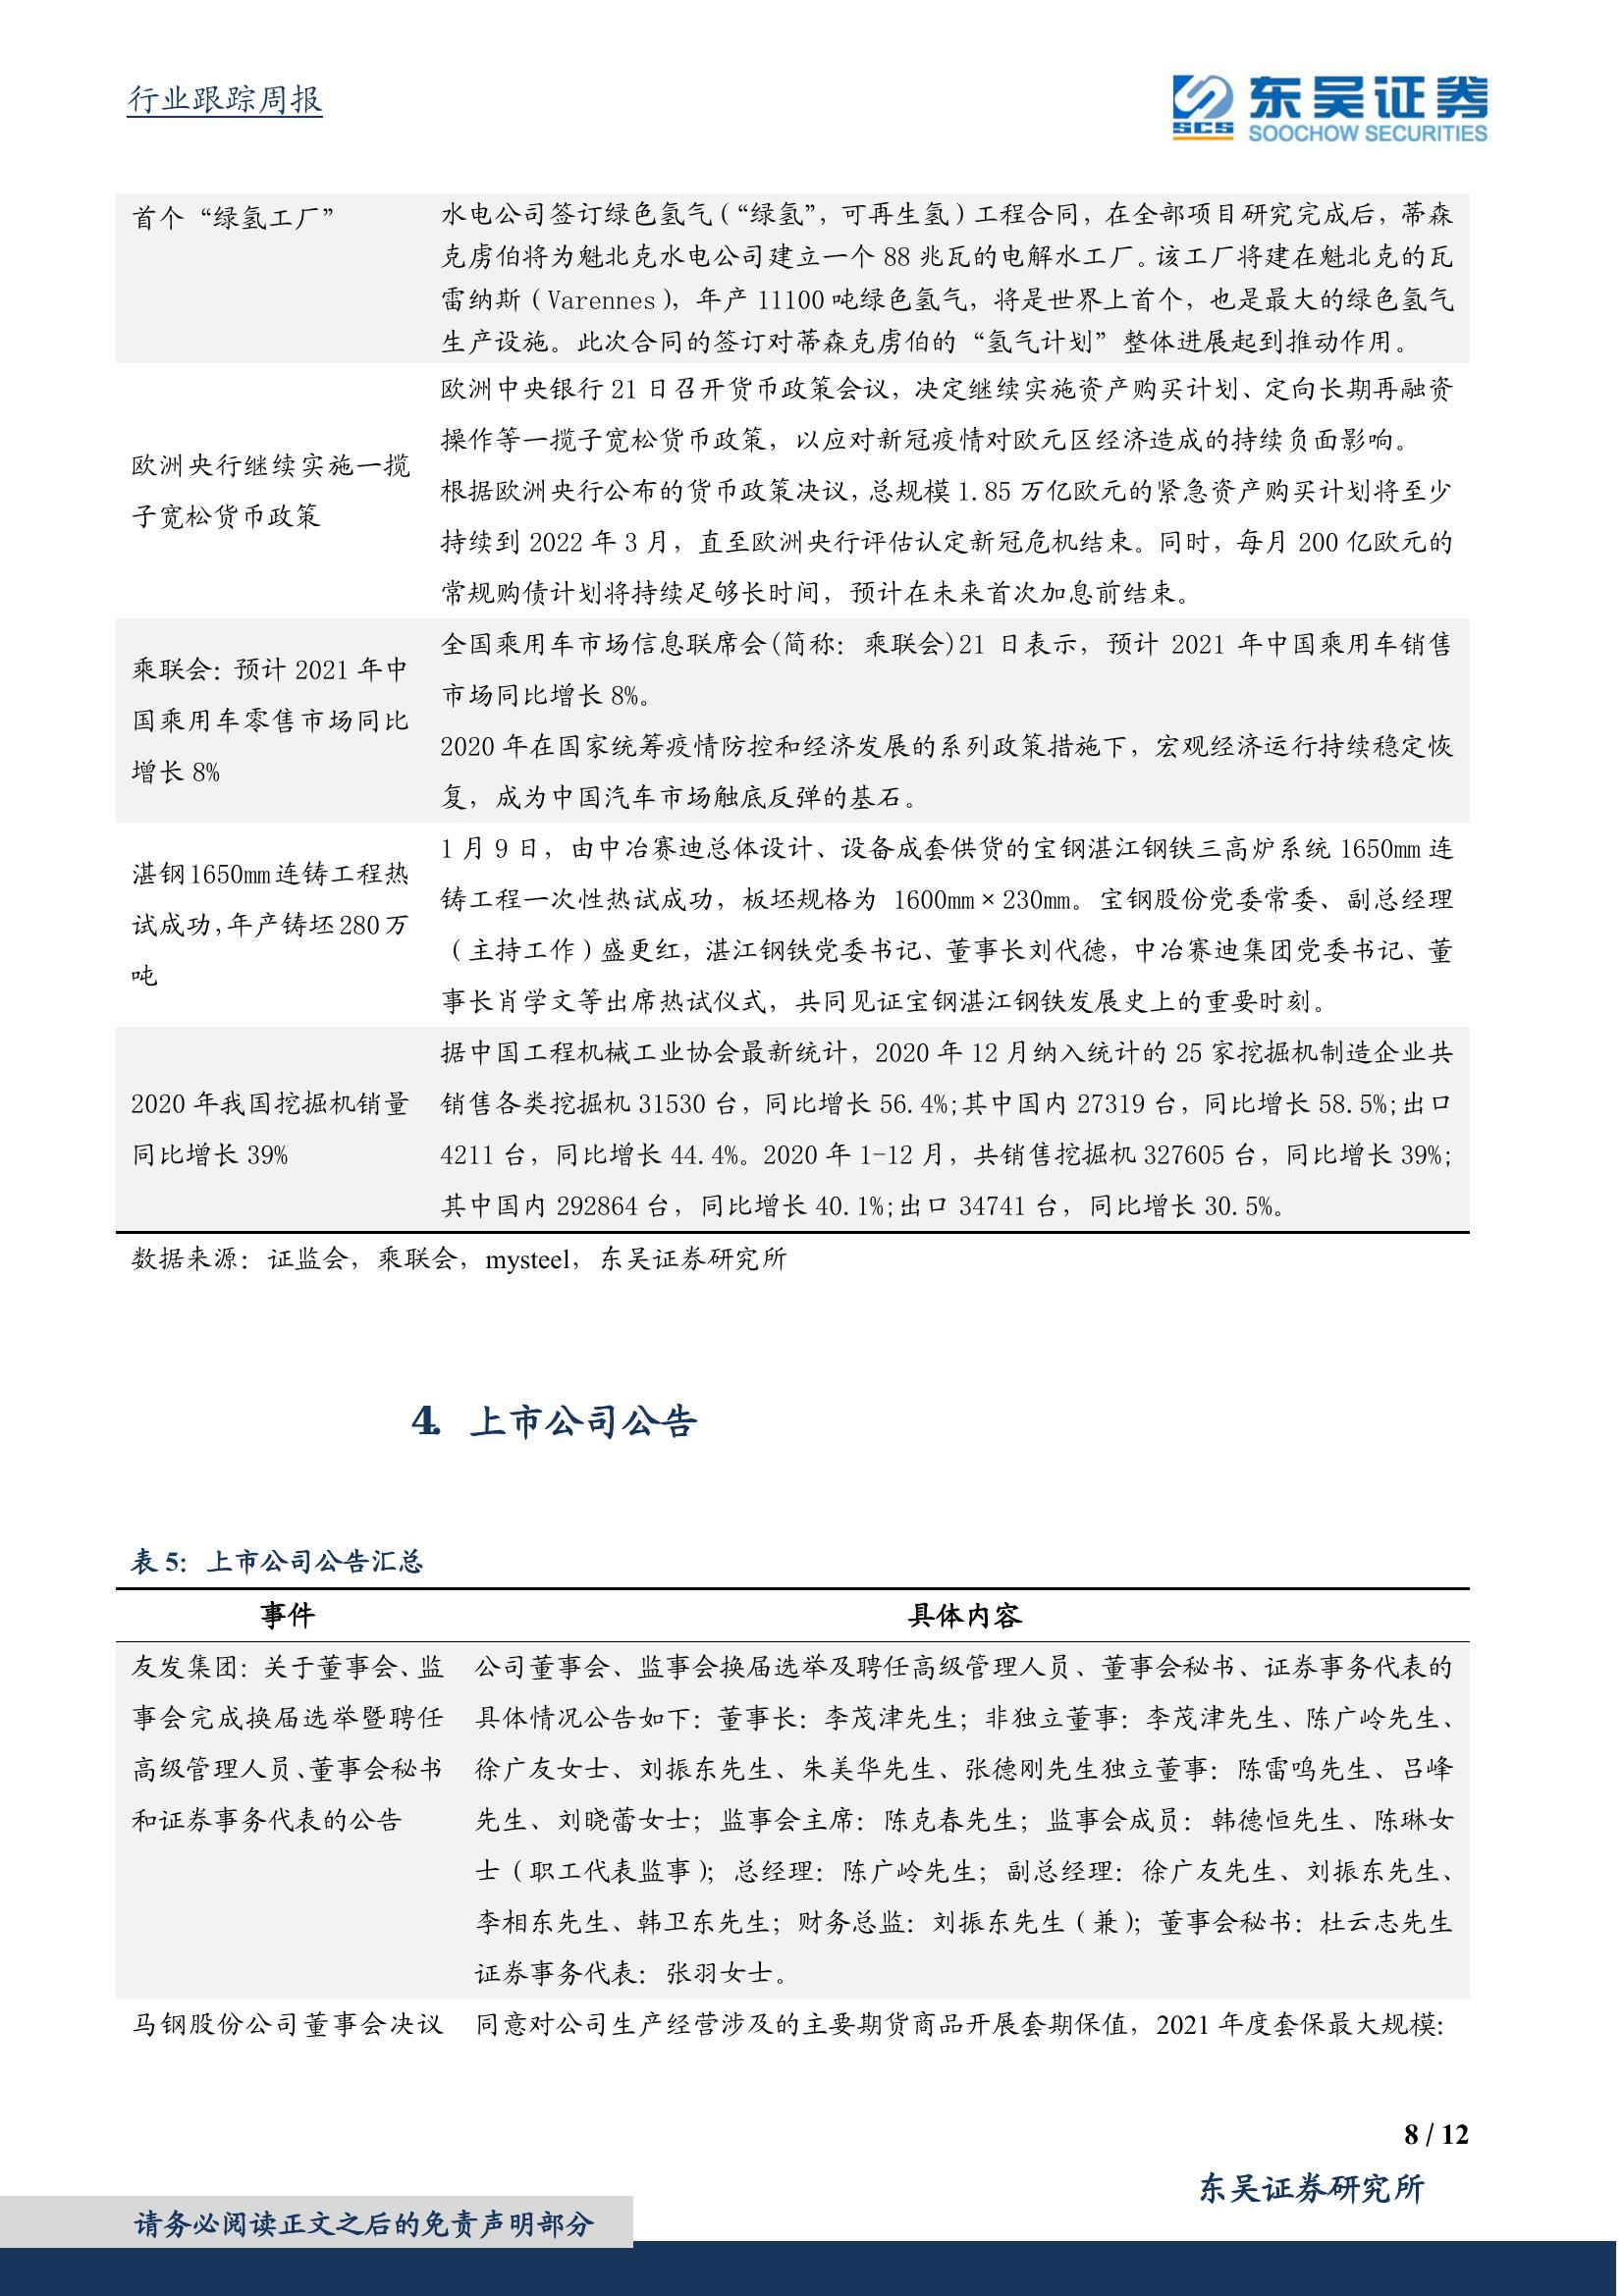 行业跟踪周报
SCS 东吴证券
SOOCHOW SECURITIES
首个“绿氢工厂”
水电公司签订绿色氢气（“绿氢”，可再生氢）工程合同，在全部项目研究完成后，蒂森
克虏伯将为魁北克水电公司建立一个 88 兆瓦的电解水工厂。该工厂将建在魁北克的瓦
雷纳斯（Varennes），年产 11100 吨绿色氢气，将是世界上首个，也是最大的绿色氢气
生产设施。此次合同的签订对蒂森克虏伯的“氢气计划”整体进展起到推动作用。
欧洲央行继续实施一揽
子宽松货币政策
欧洲中央银行 21 日召开货币政策会议，决定继续实施资产购买计划、定向长期再融资
操作等一揽子宽松货币政策，以应对新冠疫情对欧元区经济造成的持续负面影响。
根据欧洲央行公布的货币政策决议，总规模 1.85 万亿欧元的紧急资产购买计划将至少
持续到 2022 年 3 月，直至欧洲央行评估认定新冠危机结束。同时，每月 200 亿欧元的
常规购债计划将持续足够长时间，预计在未来首次加息前结束。
乘联会：预计 2021 年中
国乘用车零售市场同比
增长 8%
全国乘用车市场信息联席会(简称：乘联会)21 日表示，预计 2021 年中国乘用车销售
市场同比增长 8%。
2020 年在国家统筹疫情防控和经济发展的系列政策措施下，宏观经济运行持续稳定恢
复，成为中国汽车市场触底反弹的基石。
湛钢1650mm连铸工程热
试成功,年产铸坯280万
吨
1 月 9 日，由中冶赛迪总体设计、设备成套供货的宝钢湛江钢铁三高炉系统 1650mm 连
铸工程一次性热试成功，板坯规格为 1600mm×230mm。宝钢股份党委常委、副总经理
（主持工作）盛更红，湛江钢铁党委书记、董事长刘代德，中冶赛迪集团党委书记、董
事长肖学文等出席热试仪式，共同见证宝钢湛江钢铁发展史上的重要时刻。
2020 年我国挖掘机销量
同比增长 39%
据中国工程机械工业协会最新统计，2020 年 12 月纳入统计的 25 家挖掘机制造企业共
销售各类挖掘机 31530 台，同比增长 56.4%;其中国内 27319 台，同比增长 58.5%;出口
4211 台，同比增长 44.4%。2020 年 1-12 月，共销售挖掘机 327605 台，同比增长 39%;
其中国内 292864 台，同比增长 40.1%;出口 34741 台，同比增长 30.5%。
数据来源：证监会，乘联会，mysteel，东吴证券研究所
4. 上市公司公告
表 5：上市公司公告汇总
事件 具体内容
友发集团：关于董事会、监
事会完成换届选举暨聘任
高级管理人员、董事会秘书
和证券事务代表的公告
公司董事会、监事会换届选举及聘任高级管理人员、董事会秘书、证券事务代表的
具体情况公告如下：董事长：李茂津先生；非独立董事：李茂津先生、陈广岭先生、
徐广友女士、刘振东先生、朱美华先生、张德刚先生独立董事：陈雷鸣先生、吕峰
先生、刘晓蕾女士；监事会主席：陈克春先生；监事会成员：韩德恒先生、陈琳女
士（职工代表监事）；总经理：陈广岭先生；副总经理：徐广友先生、刘振东先生、
李相东先生、韩卫东先生；财务总监：刘振东先生（兼）；董事会秘书：杜云志先生
证券事务代表：张羽女士。
马钢股份公司董事会决议
同意对公司生产经营涉及的主要期货商品开展套期保值，2021 年度套保最大规模：
8 / 12
东吴证券研究所
请务必阅读正文之后的免责声明部分